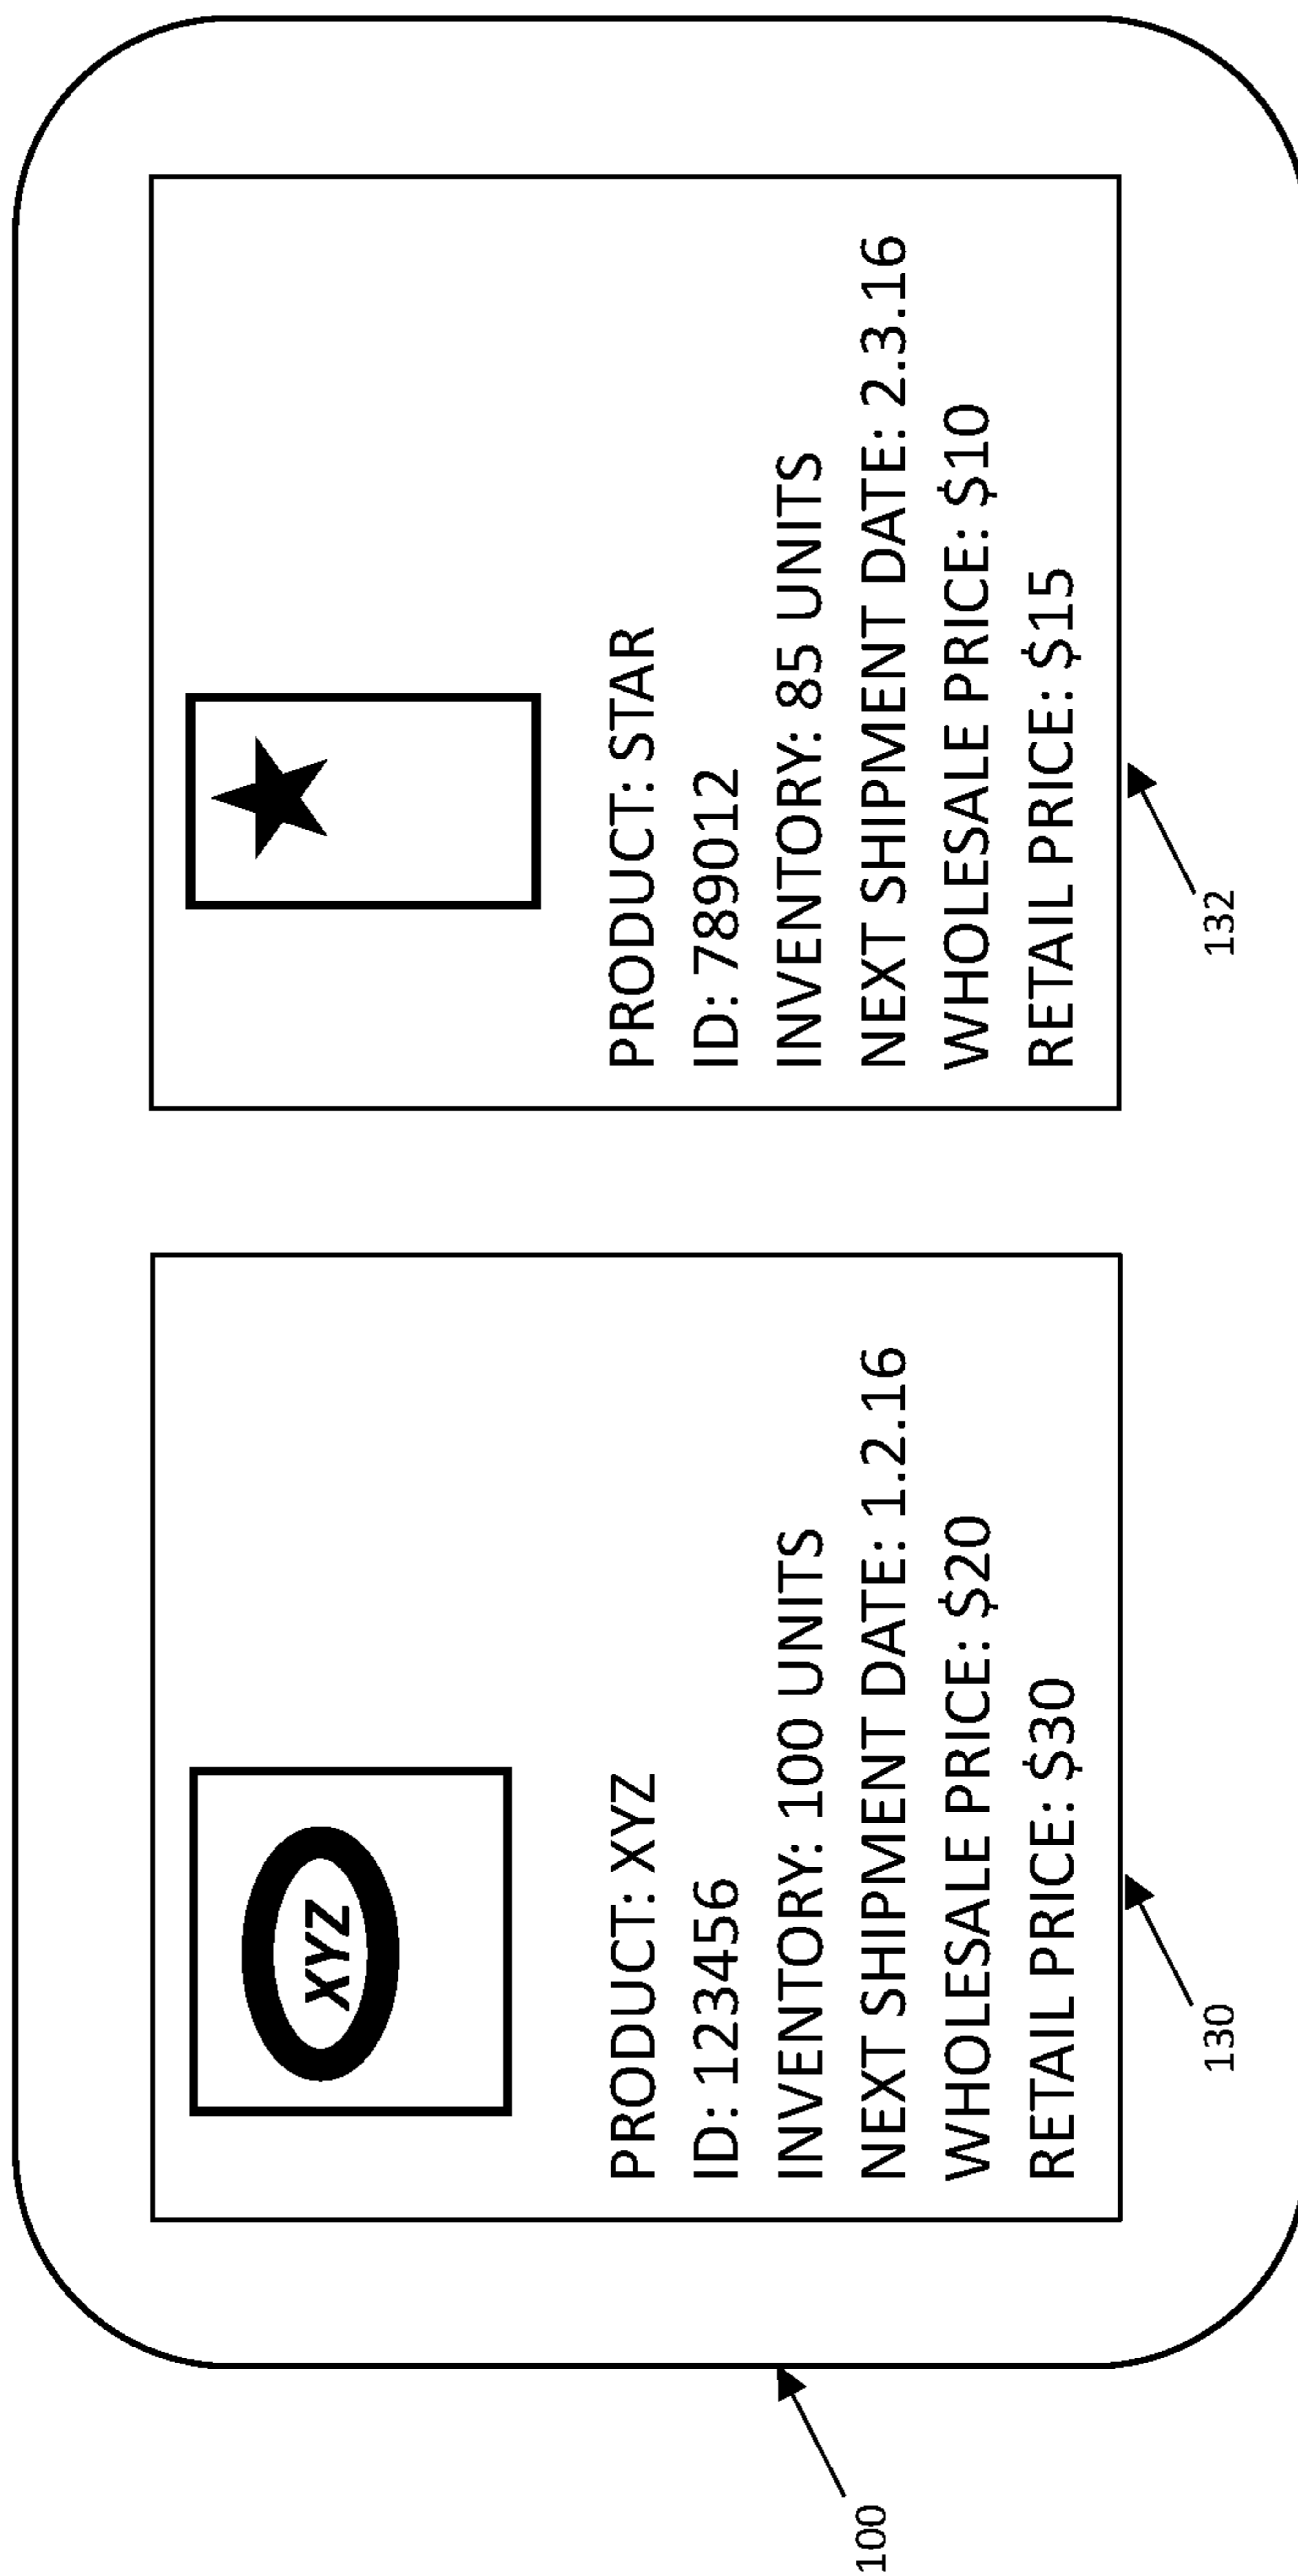 XYZ
PRODUCT: XYZ
ID: 123456
INVENTORY: 100 UNITS
NEXT SHIPMENT DATE: 1.2.16
WHOLESALE PRICE: $20
RETAIL PRICE: $30
130
PRODUCT: STAR
ID: 789012
INVENTORY: 85 UNITS
NEXT SHIPMENT DATE: 2.3.16
WHOLESALE PRICE: $10
RETAIL PRICE: $15
132
100